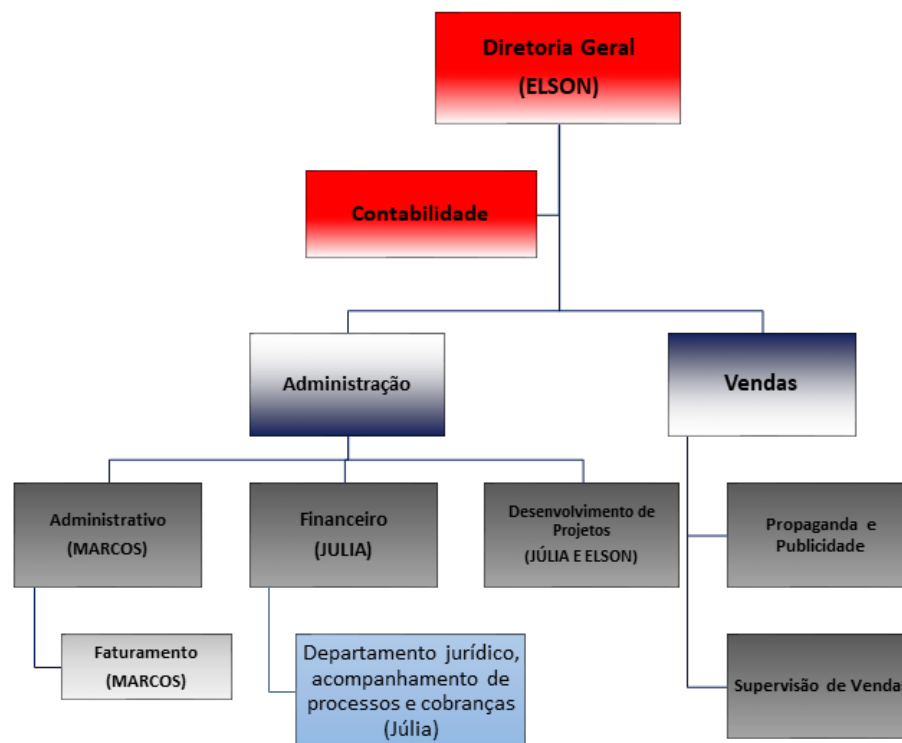 Diretoria Geral
(ELSON)
Contabilidade
Administração
Vendas
Administrativo
(MARCOS)
Financeiro
(JULIA)
Desenvolvimento de
Projetos
(JÚLIA E ELSON)
Propaganda e
Publicidade
Faturamento
(MARCOS)
Departamento jurídico,
acompanhamento de
processos e cobranças
(Júlia)
Supervisão de Vendas